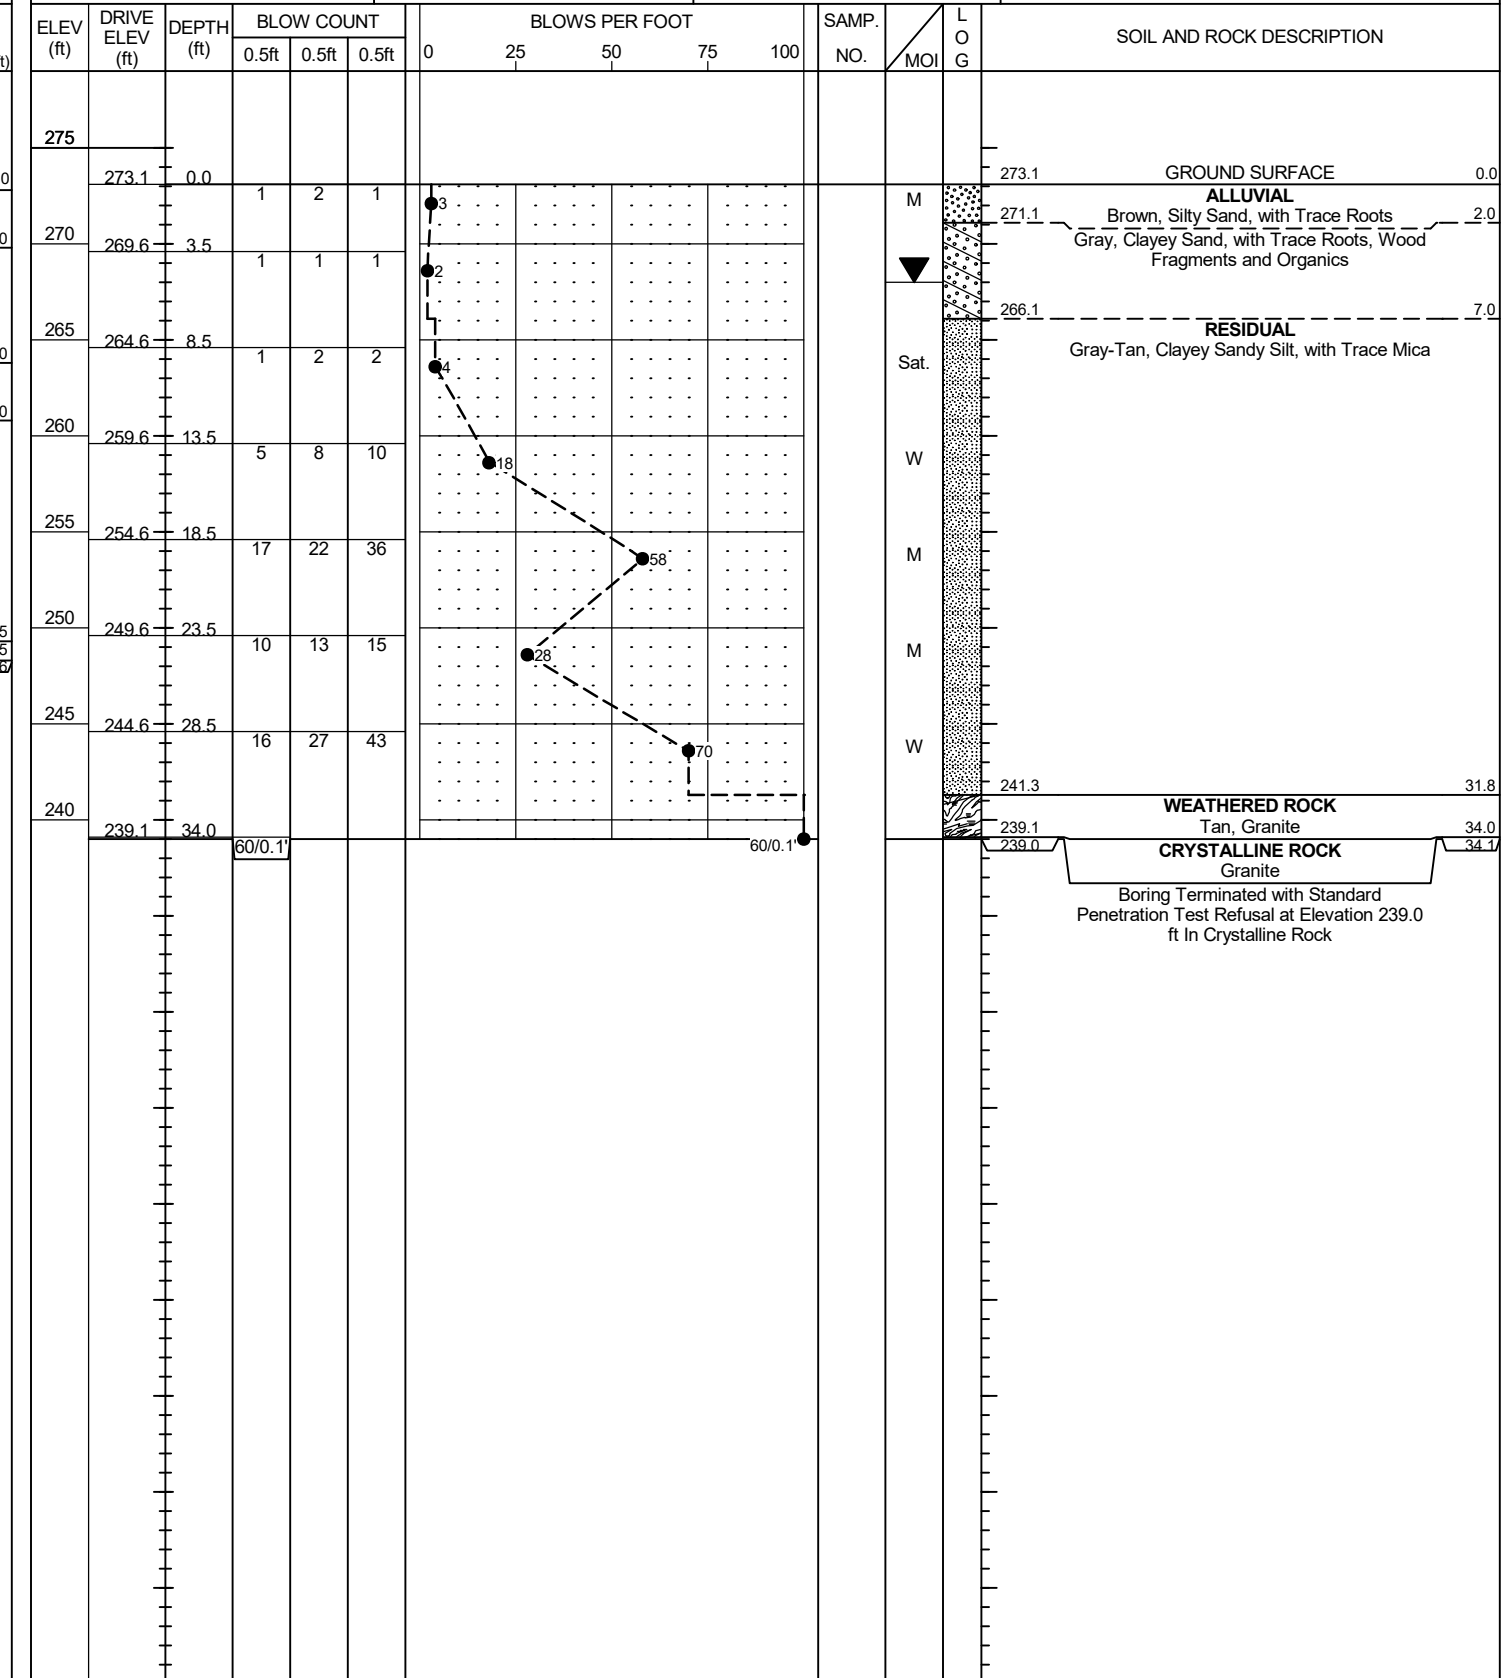 ELEV (ft) DRIVE ELEV (ft) DEPTH (ft) BLOW COUNT BLOWS PER FOOT SAMP. NO. MOI L O G SOIL AND ROCK DESCRIPTION
0.5ft 0.5ft 0.5ft 0 25 50 75 100
275
273.1 0.0 273.1 GROUND SURFACE 0.0
1 2 1 3 M ALLUVIAL
271.1 Brown, Silty Sand, with Trace Roots 2.0
270 Gray, Clayey Sand, with Trace Roots, Wood
269.6 3.5 Fragments and Organics
1 1 1 2
266.1 7.0
265 RESIDUAL
264.6 8.5 Gray-Tan, Clayey Sandy Silt, with Trace Mica
1 2 2 4 Sat.
260
259.6 13.5
5 8 10 18 W
255
254.6 18.5
17 22 36 58 M
250
249.6 23.5
10 13 15 28 M
245
244.6 28.5
16 27 43 70 W
241.3 31.8
240 WEATHERED ROCK
239.1 34.0 239.1 Tan, Granite 34.0
60/0.1' 60/0.1' 239.0 CRYSTALLINE ROCK 34.1
Granite
Boring Terminated with Standard
Penetration Test Refusal at Elevation 239.0
ft In Crystalline Rock